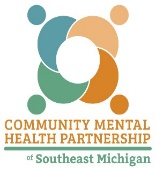 COMMUNITY MENTAL
HEALTH PARTNERSHIP
of Southeast Michigan